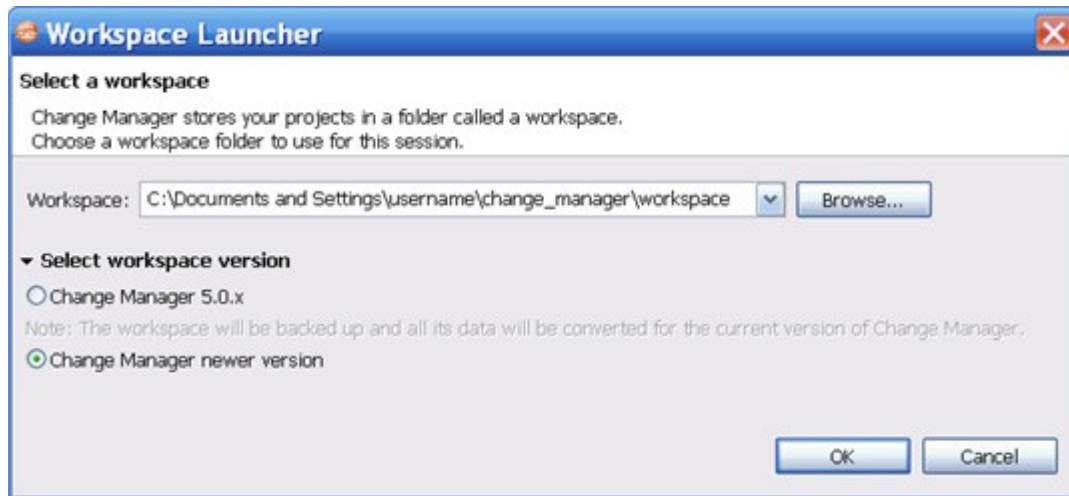 Workspace Launcher
Select a workspace
Change Manager stores your projects in a folder called a workspace.
Choose a workspace folder to use for this session.
Workspace: C:\Documents and Settings\username\change_manager\workspace Browse...
Select workspace version
Change Manager 5.0.x
Note: The workspace will be backed up and all its data will be converted for the current version of Change Manager.
Change Manager newer version
OK Cancel